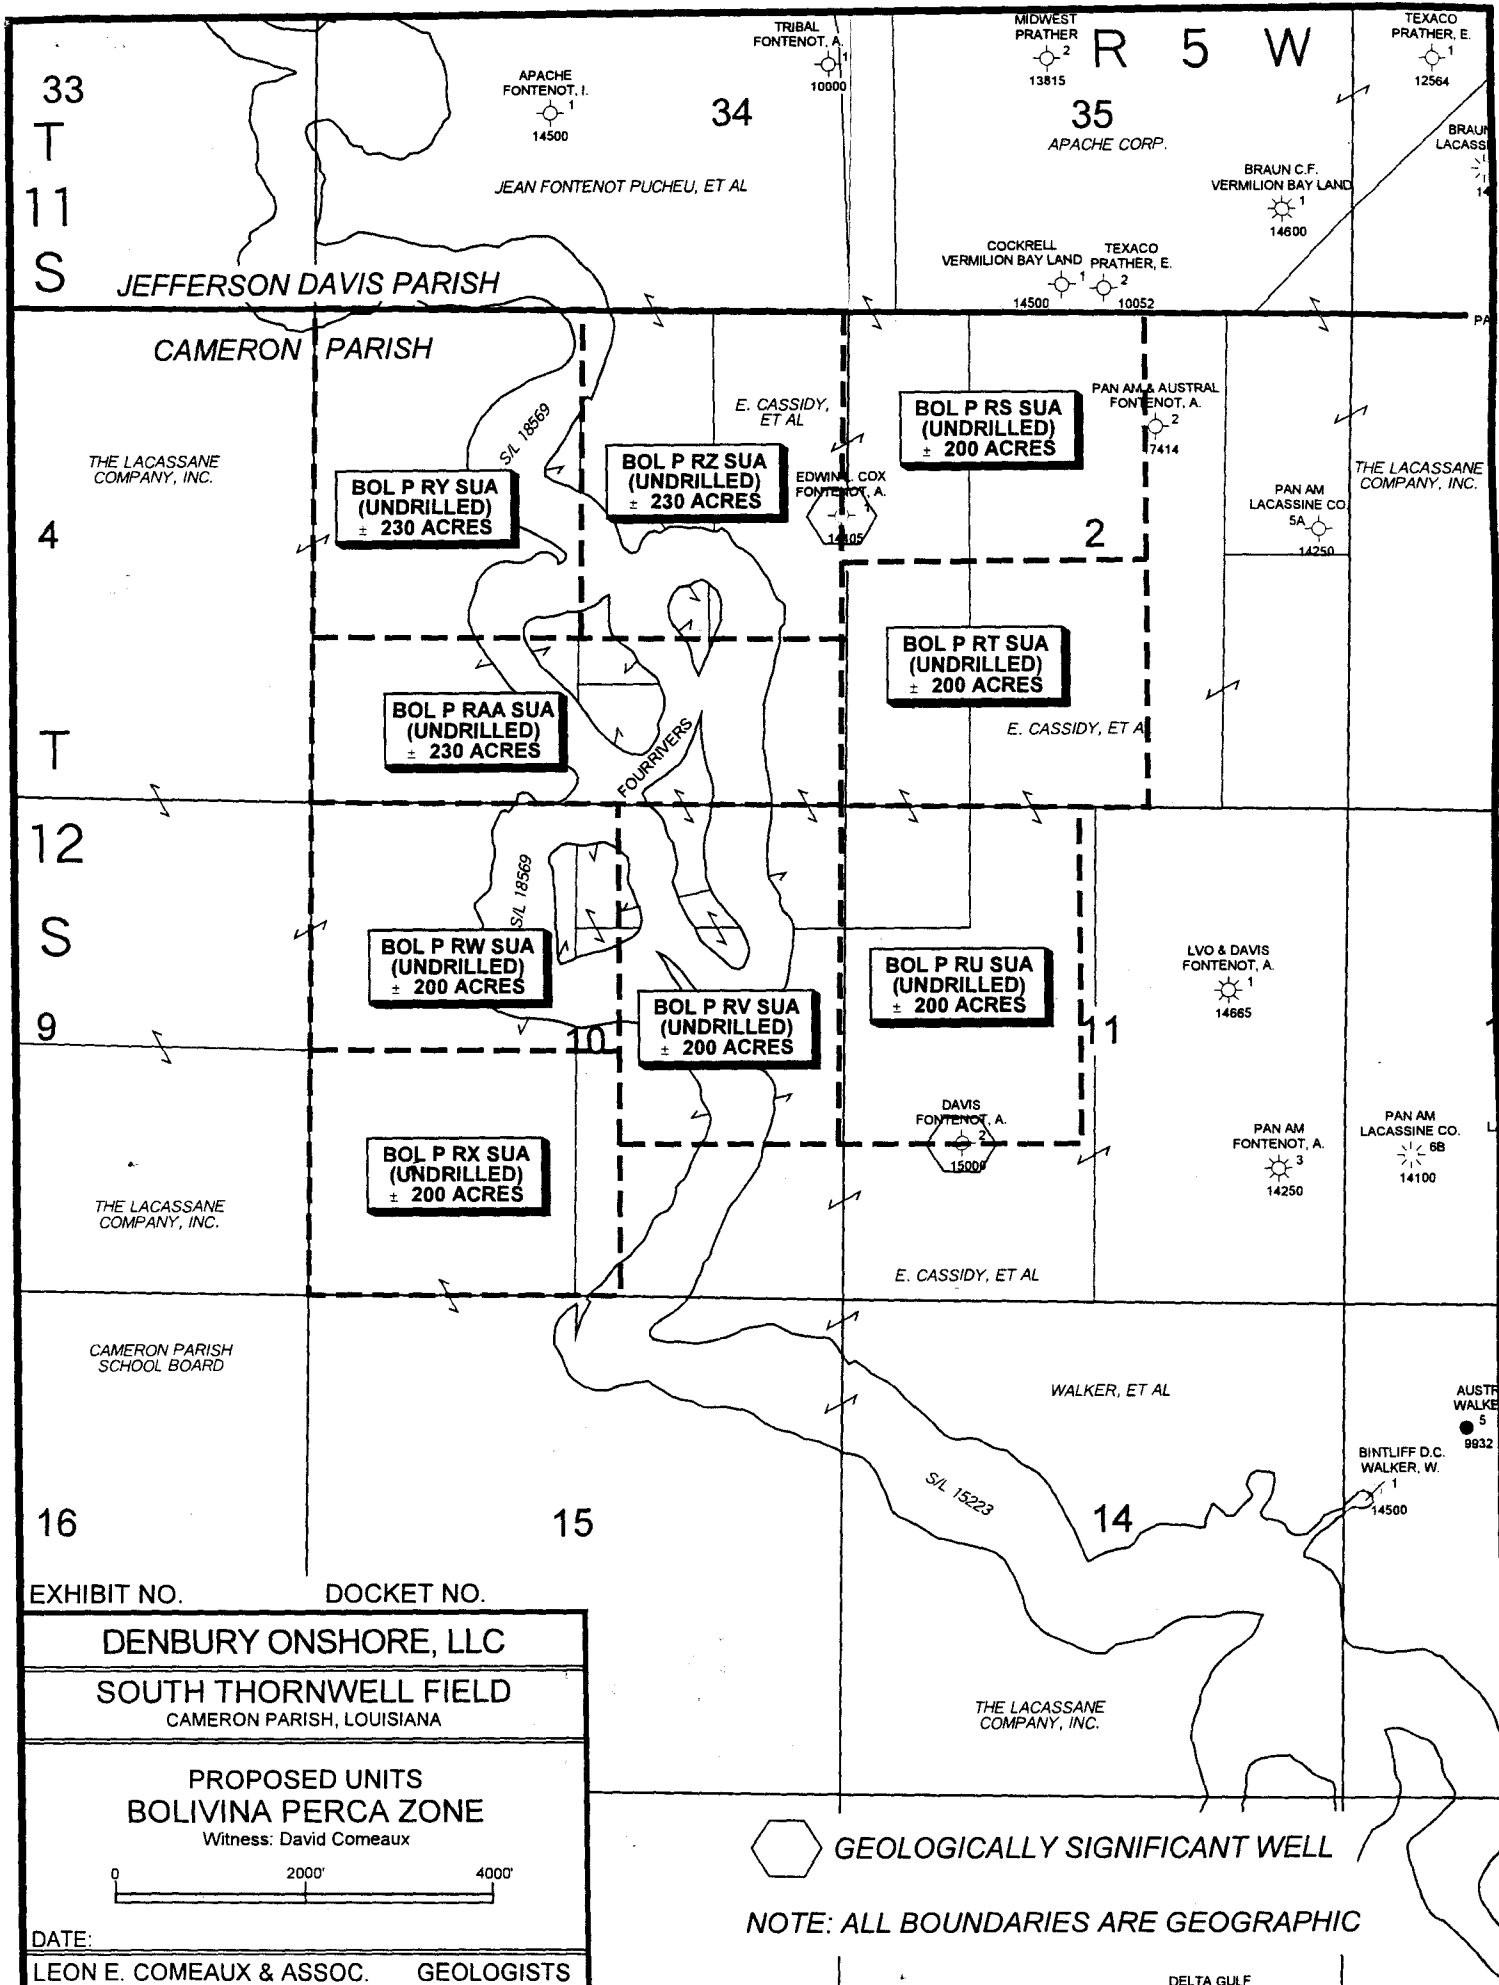 TRIBAL
FONTENOT, A.
1
10000
MIDWEST
PRATHER
2
13815
R 5 W
TEXACO
PRATHER, E.
1
12564
33
APACHE
FONTENOT, I.
1
14500
34
35
APACHE CORP.
T
11
S
JEAN FONTENOT PUCHEU, ET AL
BRAUN C.F.
VERMILION BAY LAND
1
14600
COCKRELL
VERMILION BAY LAND
1
14500
TEXACO
PRATHER, E.
2
10052
JEFFERSON DAVIS PARISH
CAMERON PARISH
THE LACASSANE
COMPANY, INC.
S/L 18569
E. CASSIDY,
ET AL
BOL P RS SUA
(UNDRILLED)
± 200 ACRES
PAN AM & AUSTRAL
FONTENOT, A.
2
7414
THE LACASSANE
COMPANY, INC.
BOL P RY SUA
(UNDRILLED)
± 230 ACRES
BOL P RZ SUA
(UNDRILLED)
± 230 ACRES
EDWIN L. COX
FONTENOT, A.
1
PAN AM
LACASSINE CO.
5A
14250
4
2
BOL P RT SUA
(UNDRILLED)
± 200 ACRES
BOL P RAA SUA
(UNDRILLED)
± 230 ACRES
E. CASSIDY, ET A
FOURRIVERS
T
12
S
S/L 18569
BOL P RW SUA
(UNDRILLED)
± 200 ACRES
BOL P RU SUA
(UNDRILLED)
± 200 ACRES
LVO & DAVIS
FONTENOT, A.
1
14665
9
10
BOL P RV SUA
(UNDRILLED)
± 200 ACRES
11
DAVIS
FONTENOT, A.
2
15000
PAN AM
FONTENOT, A.
3
14250
PAN AM
LACASSINE CO.
6B
14100
BOL P RX SUA
(UNDRILLED)
± 200 ACRES
THE LACASSANE
COMPANY, INC.
E. CASSIDY, ET AL
CAMERON PARISH
SCHOOL BOARD
WALKER, ET AL
AUSTR
WALKE
5
9932
BINTLIFF D.C.
WALKER, W.
1
14500
S/L 15223
16
15
14
EXHIBIT NO. DOCKET NO.
DENBURY ONSHORE, LLC
SOUTH THORNWELL FIELD
CAMERON PARISH, LOUISIANA
THE LACASSANE
COMPANY, INC.
PROPOSED UNITS
BOLIVINA PERCA ZONE
Witness: David Comeaux
0 2000' 4000'
GEOLOGICALLY SIGNIFICANT WELL
NOTE: ALL BOUNDARIES ARE GEOGRAPHIC
DATE:
LEON E. COMEAUX & ASSOC. GEOLOGISTS
DELTA GULF